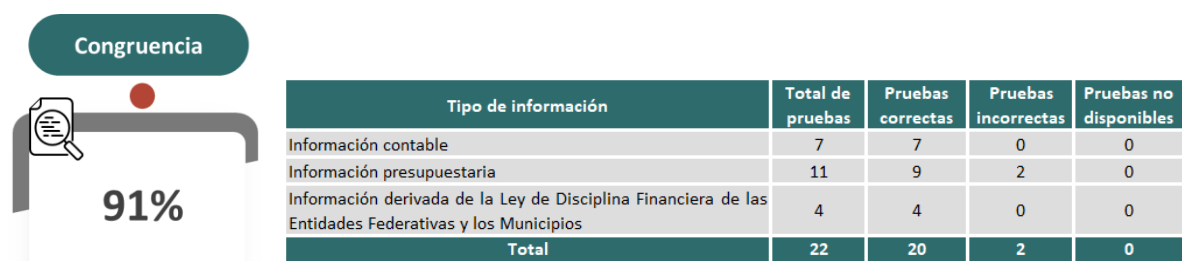 Congruencia
91%
Tipo de información
Total de
pruebas
Pruebas
correctas
Pruebas
incorrectas
Pruebas no
disponibles
Información contable 7 7 0 0
Información presupuestaria 11 9 2 0
Información derivada de la Ley de Disciplina Financiera de las
Entidades Federativas y los Municipios
4 4 0 0
Total 22 20 2 0